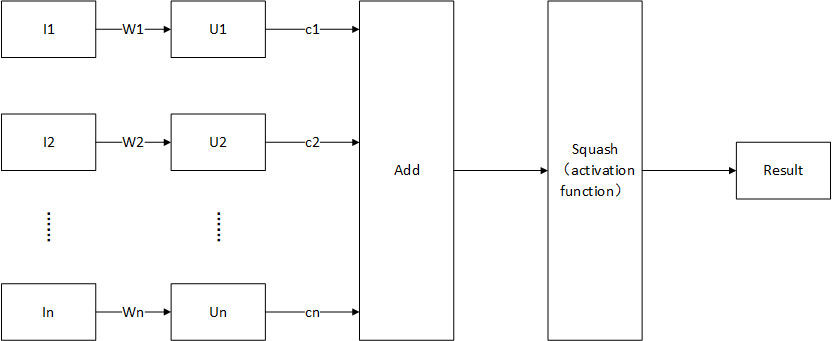 I1 W1 U1 c1
I2 W2 U2 c2
Add
Squash
（activation
function）
Result
In Wn Un cn